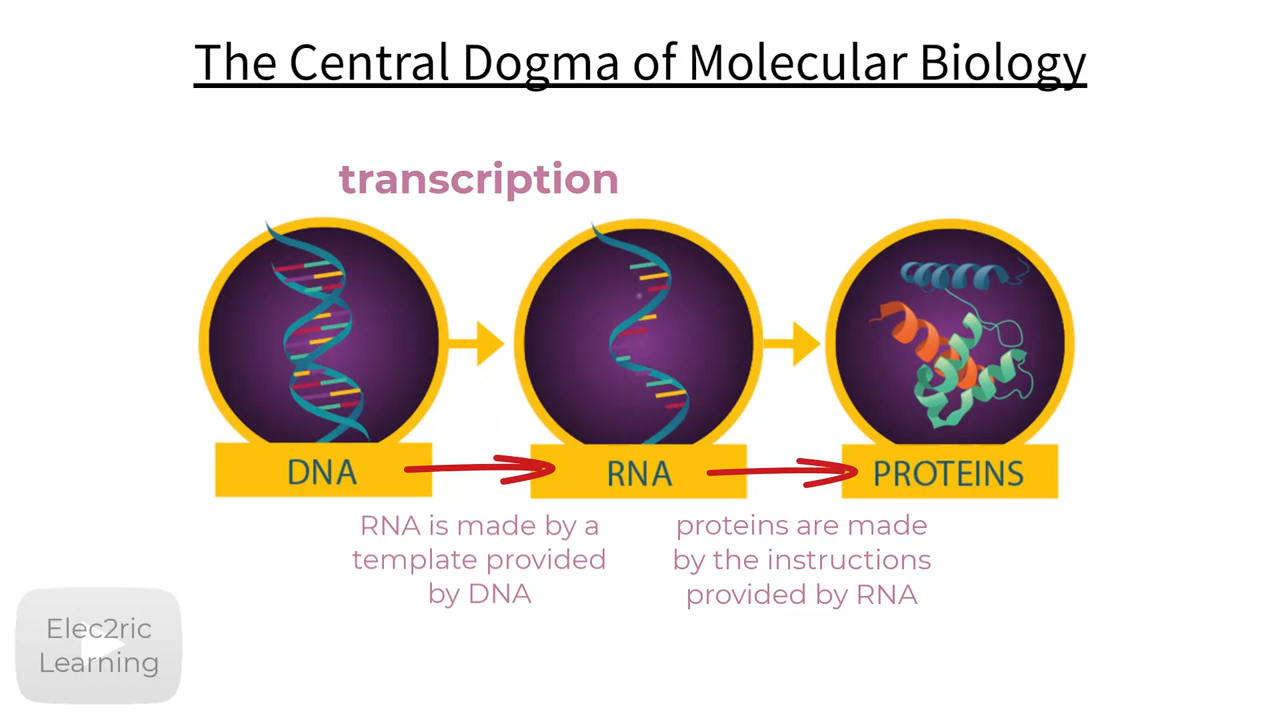 The Central Dogma of Molecular Biology
transcription
DNA
RNA
PROTEINS
RNA is made by a
template provided
by DNA
proteins are made
by the instructions
provided by RNA
Elec2ric
Learning